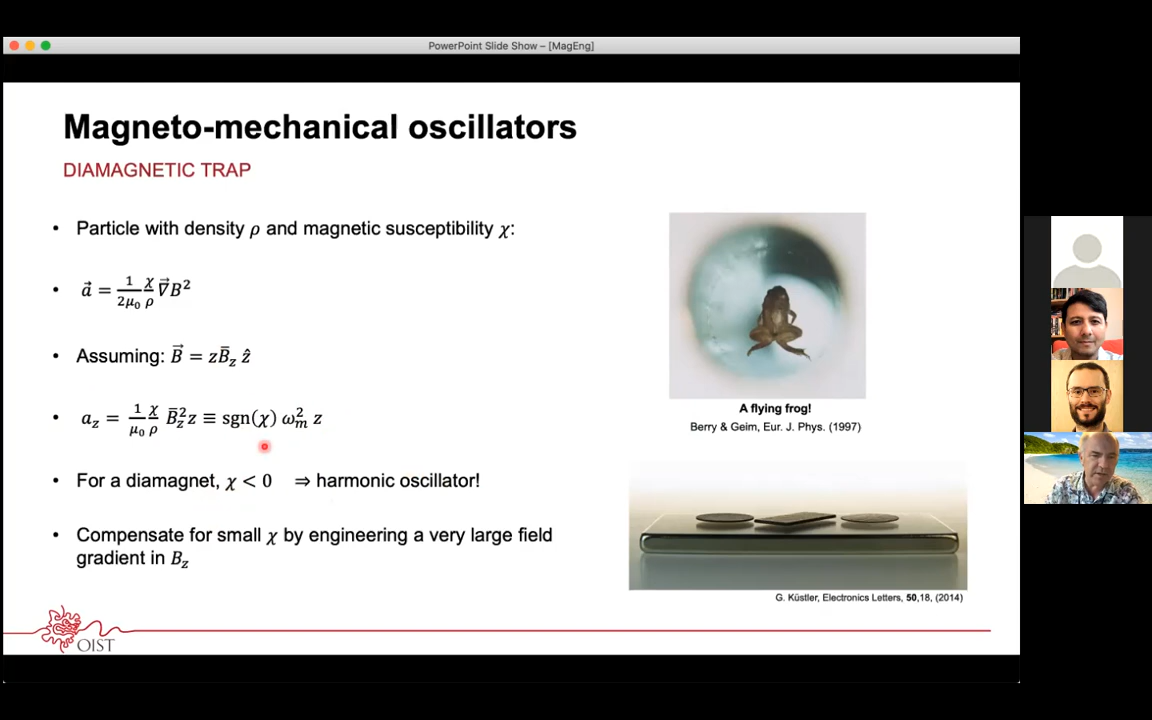 PowerPoint Slide Show – [MagEng]
Magneto-mechanical oscillators
DIAMAGNETIC TRAP
• Particle with density ρ and magnetic susceptibility χ:
• a⃗ = 1/(2μ₀) χ/ρ ∇⃗B²
• Assuming: B⃗ = zB̄_z ẑ
• a_z = 1/μ₀ χ/ρ B̄_z² z ≡ sgn(χ) ω_m² z
• For a diamagnet, χ < 0 ⇒ harmonic oscillator!
• Compensate for small χ by engineering a very large field
gradient in B_z
A flying frog!
Berry & Geim, Eur. J. Phys. (1997)
G. Küstler, Electronics Letters, 50,18, (2014)
OIST